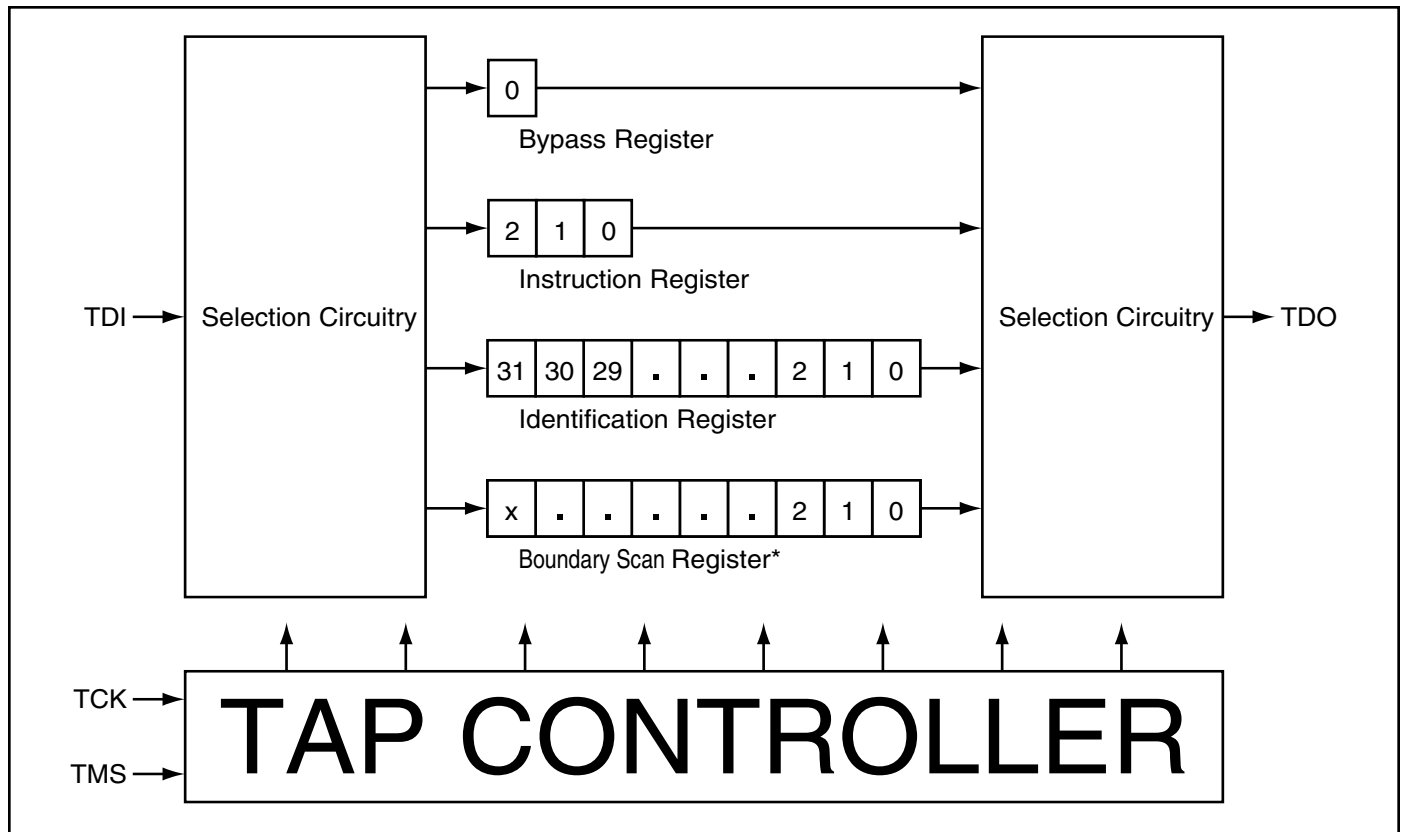 0
Bypass Register
2 1 0
Instruction Register
TDI
Selection Circuitry
Selection Circuitry
TDO
31 30 29 . . . 2 1 0
Identification Register
x . . . . . 2 1 0
Boundary Scan Register*
TCK
TMS
TAP CONTROLLER